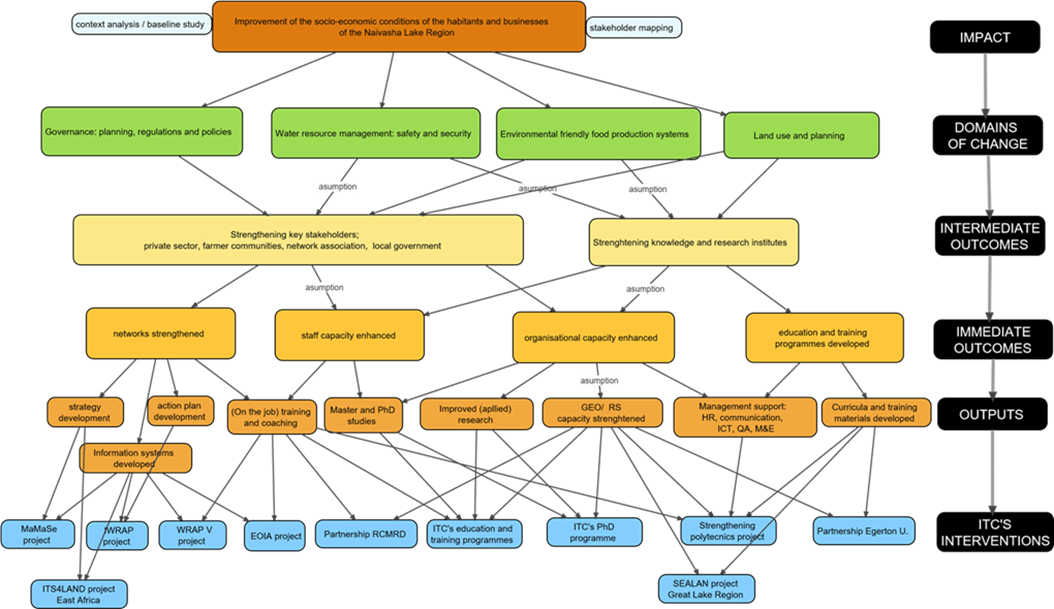 context analysis / baseline study
Improvement of the socio-economic conditions of the habitants and businesses
of the Naivasha Lake Region
stakeholder mapping
IMPACT
Governance: planning, regulations and policies
Water resource management: safety and security
Environmental friendly food production systems
Land use and planning
DOMAINS
OF CHANGE
assumption
assumption
assumption
Strengthening key stakeholders;
private sector, farmer communities, network association, local government
Strenghtening knowledge and research institutes
INTERMEDIATE
OUTCOMES
assumption
assumption
networks strengthened
staff capacity enhanced
organisational capacity enhanced
education and training
programmes developed
IMMEDIATE
OUTCOMES
assumption
strategy
development
action plan
development
(On the job) training
and coaching
Master and PhD
studies
Improved (apllied)
research
GEO/ RS
capacity strenghtened
Management support:
HR, communication,
ICT, QA, M&E
Curricula and training
materials developed
OUTPUTS
Information systems
developed
MaMaSe
project
IWRAP
project
WRAP V
project
EOIA project
Partnership RCMRD
ITC's education and
training programmes
ITC's PhD
programme
Strengthening
polytecnics project
Partnership Egerton U.
ITC'S
INTERVENTIONS
ITS4LAND project
East Africa
SEALAN project
Great Lake Region